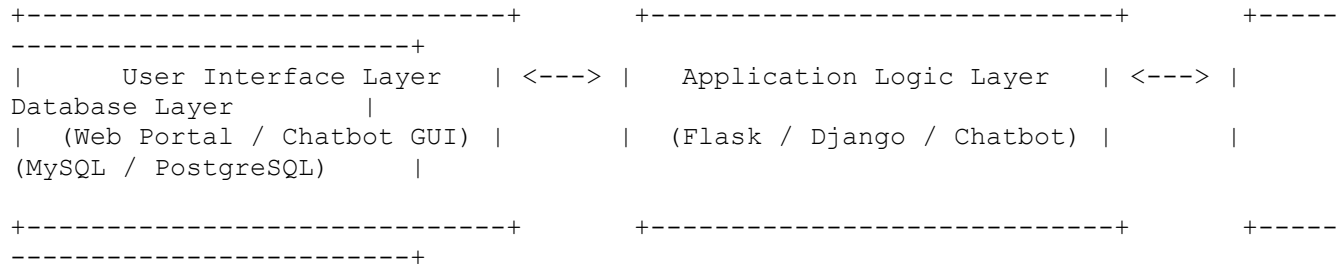 +------------------------------+       +-----------------------------+        +-----
-------------------------+
|      User Interface Layer   | <---> |   Application Logic Layer   | <---> |
Database Layer        |
|  (Web Portal / Chatbot GUI) |       |  (Flask / Django / Chatbot) |       |
(MySQL / PostgreSQL)     |
+------------------------------+       +-----------------------------+        +-----
-------------------------+